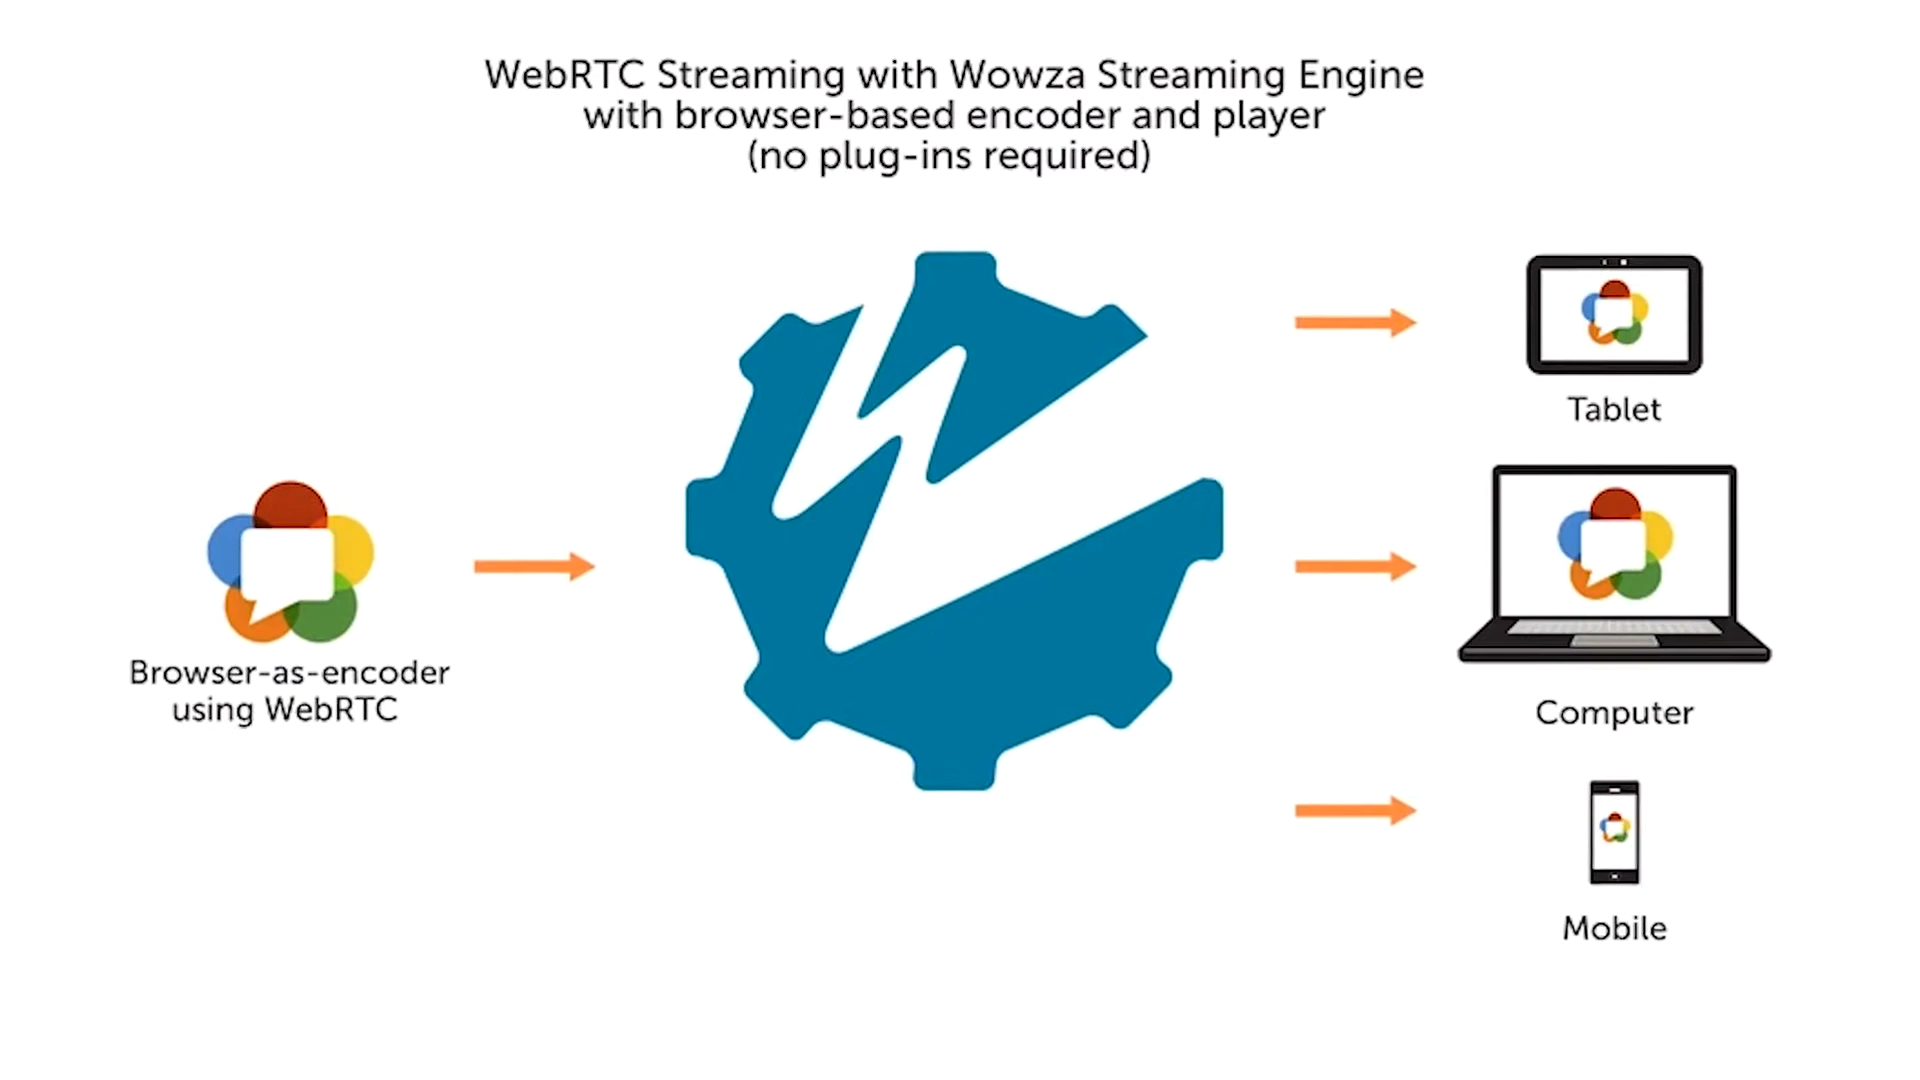 WebRTC Streaming with Wowza Streaming Engine
with browser-based encoder and player
(no plug-ins required)
Browser-as-encoder
using WebRTC
Tablet
Computer
Mobile